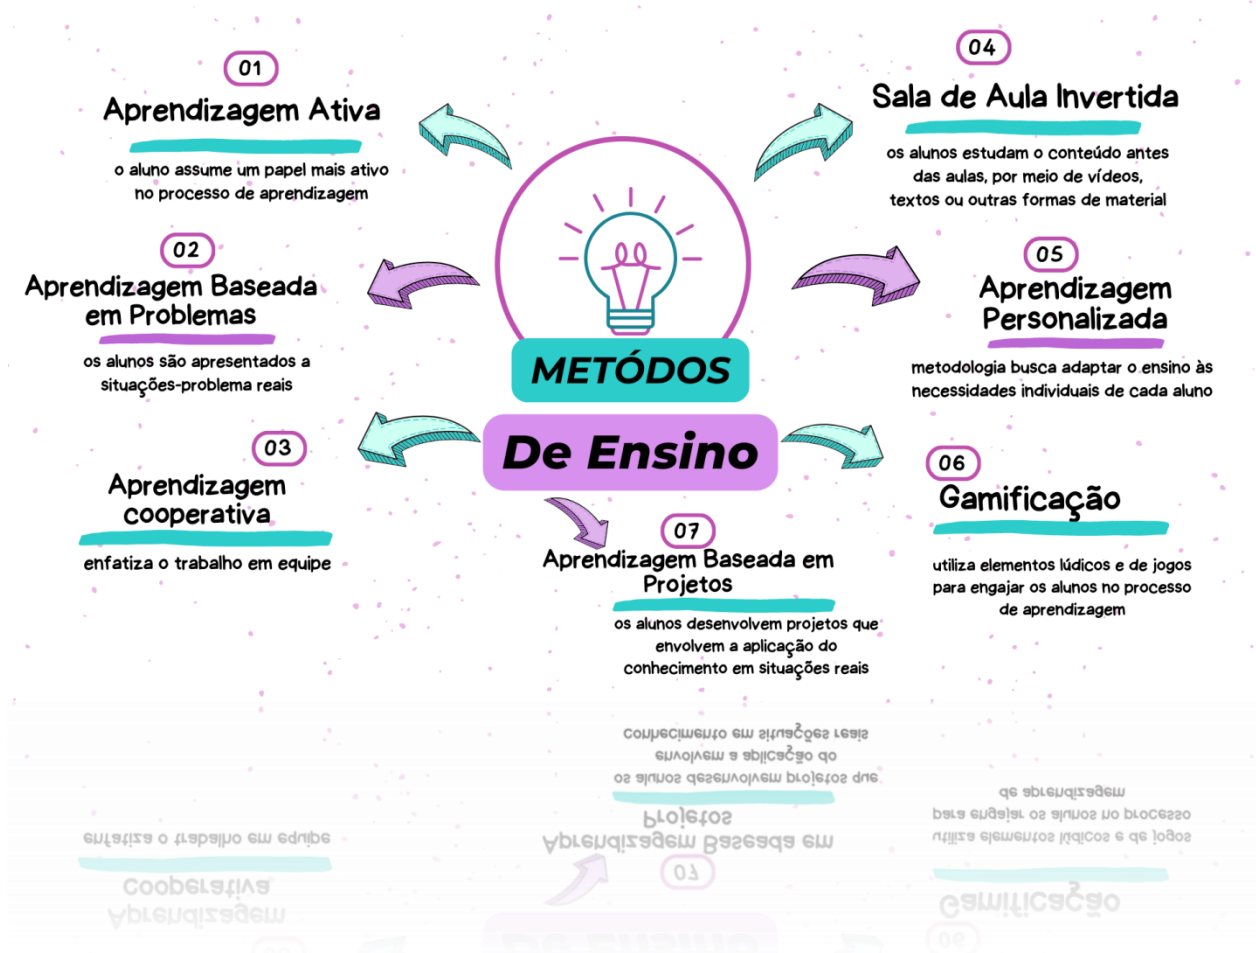 01
Aprendizagem Ativa
o aluno assume um papel mais ativo
no processo de aprendizagem
02
Aprendizagem Baseada
em Problemas
os alunos são apresentados a
situações-problema reais
03
Aprendizagem
cooperativa
enfatiza o trabalho em equipe
METÓDOS
De Ensino
04
Sala de Aula Invertida
os alunos estudam o conteúdo antes
das aulas, por meio de vídeos,
textos ou outras formas de material
05
Aprendizagem
Personalizada
metodologia busca adaptar o ensino às
necessidades individuais de cada aluno
06
Gamificação
utiliza elementos lúdicos e de jogos
para engajar os alunos no processo
de aprendizagem
07
Aprendizagem Baseada em
Projetos
os alunos desenvolvem projetos que
envolvem a aplicação do
conhecimento em situações reais